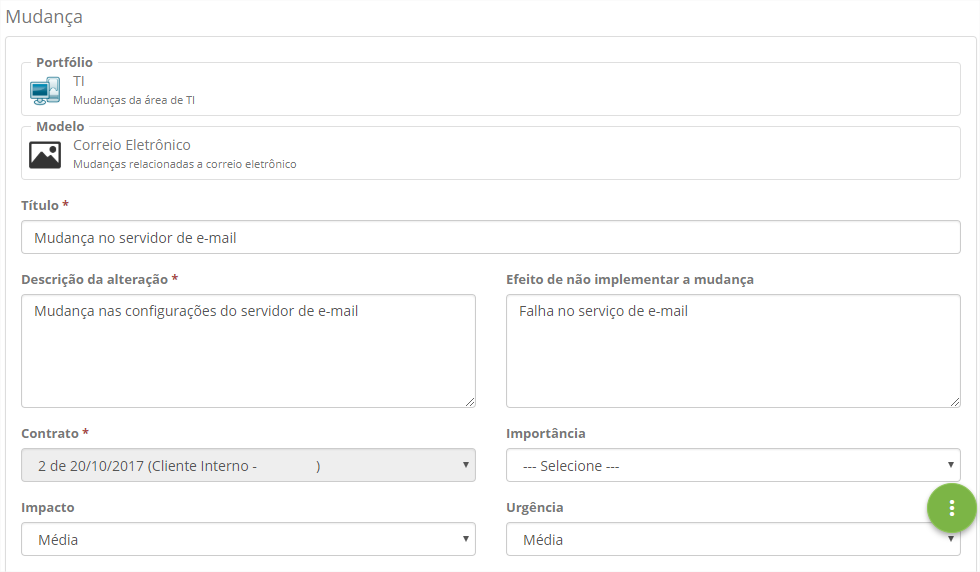 Mudança
Portfólio
TI
Mudanças da área de TI
Modelo
Correio Eletrônico
Mudanças relacionadas a correio eletrônico
Título *
Mudança no servidor de e-mail
Descrição da alteração *
Efeito de não implementar a mudança
Mudança nas configurações do servidor de e-mail
Falha no serviço de e-mail
Contrato *
Importância
2 de 20/10/2017 (Cliente Interno - )
--- Selecione ---
Impacto
Urgência
Média
Média